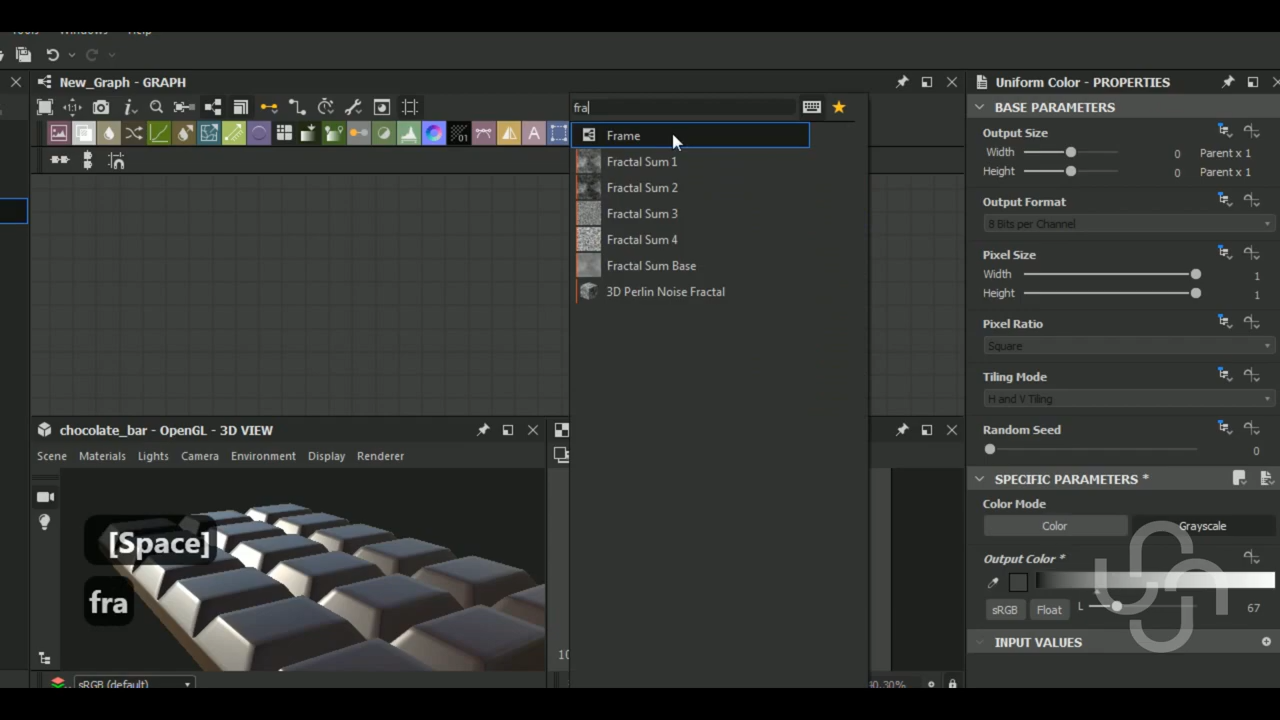 Tools Windows Help
New_Graph - GRAPH
fra
Frame
Fractal Sum 1
Fractal Sum 2
Fractal Sum 3
Fractal Sum 4
Fractal Sum Base
3D Perlin Noise Fractal
01
A
chocolate_bar - OpenGL - 3D VIEW
Scene Materials Lights Camera Environment Display Renderer
[Space]
fra
sRGB (default)
Uniform Color - PROPERTIES
BASE PARAMETERS
Output Size
Width 0 Parent x 1
Height 0 Parent x 1
Output Format
8 Bits per Channel
Pixel Size
Width 1
Height 1
Pixel Ratio
Square
Tiling Mode
H and V Tiling
Random Seed
0
SPECIFIC PARAMETERS *
Color Mode
Color Grayscale
Output Color *
sRGB Float L 67
INPUT VALUES